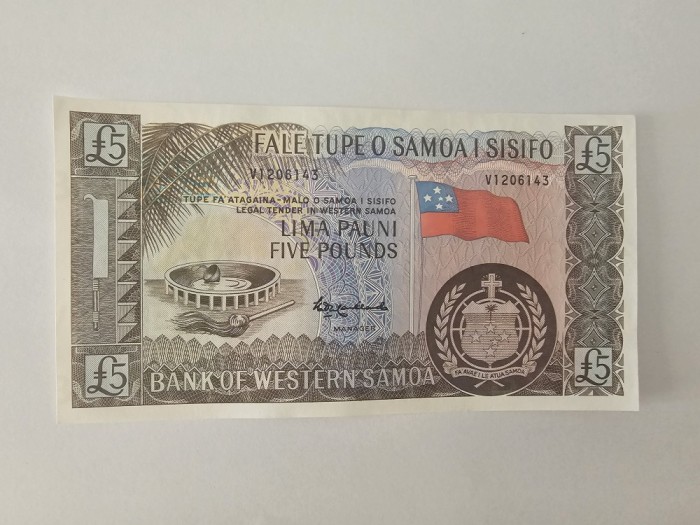 £5
FALE TUPE O SAMOA I SISIFO
£5
V1206143
V1206143
TUPE FA'ATAGAINA-MALO O SAMOA I SISIFO
LEGAL TENDER IN WESTERN SAMOA
LIMA PAUNI
FIVE POUNDS
MANAGER
£5
BANK OF WESTERN SAMOA
FA'AVAE I LE ATUA SAMOA
£5